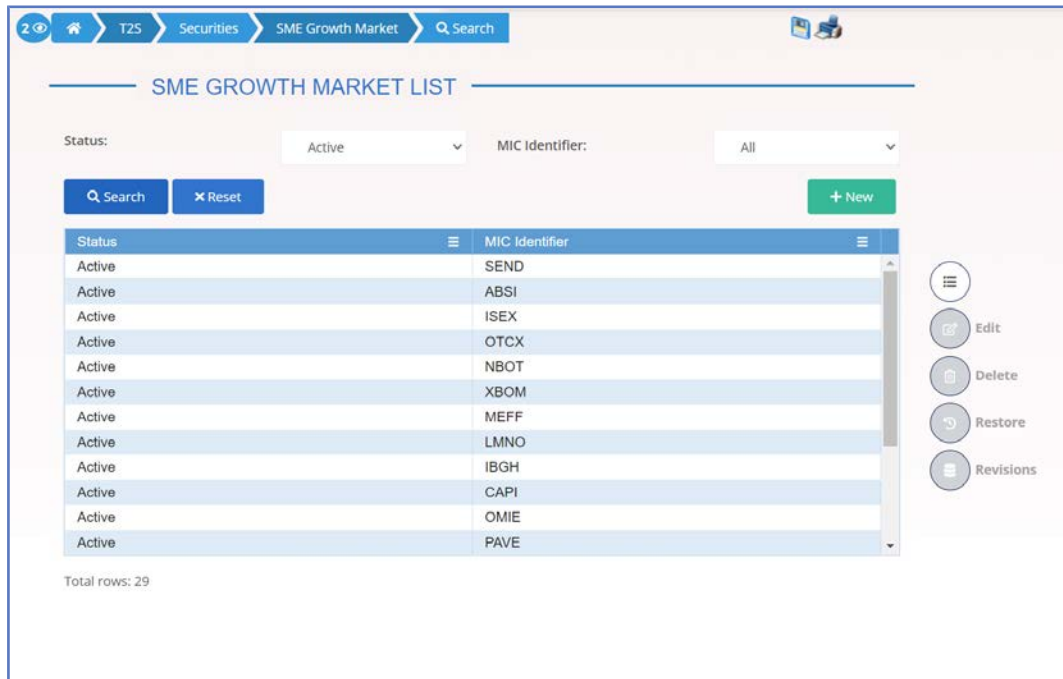 2 T2S Securities SME Growth Market Search
SME GROWTH MARKET LIST
Status: Active MIC Identifier: All
Search Reset New
Status MIC Identifier
Active SEND
Active ABSI
Active ISEX
Active OTCX
Active NBOT
Active XBOM
Active MEFF
Active LMNO
Active IBGH
Active CAPI
Active OMIE
Active PAVE
Edit
Delete
Restore
Revisions
Total rows: 29